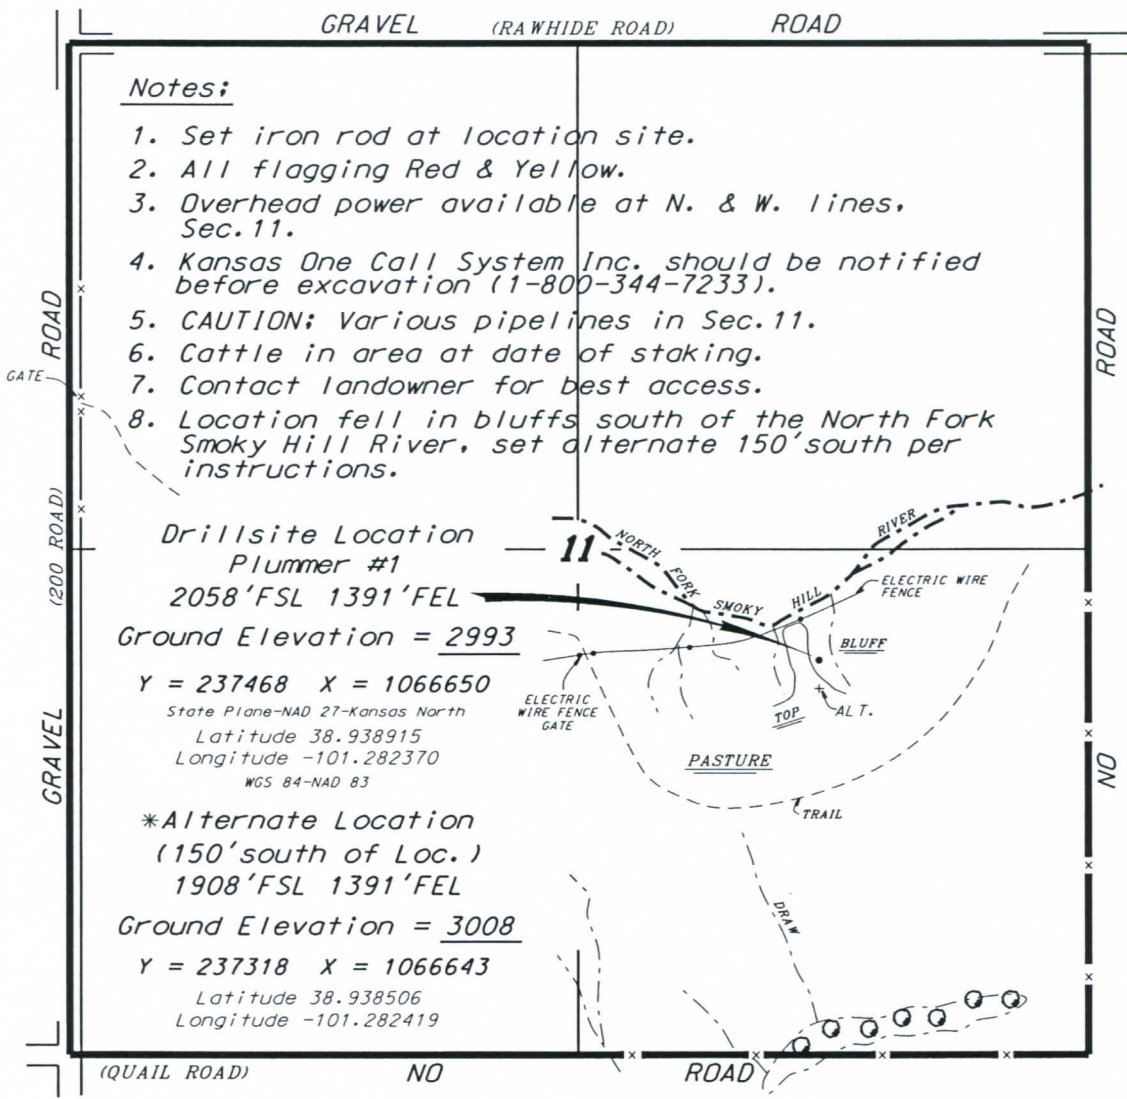 GRAVEL (RAWHIDE ROAD) ROAD
Notes:
1. Set iron rod at location site.
2. All flagging Red & Yellow.
3. Overhead power available at N. & W. lines,
Sec. 11.
4. Kansas One Call System Inc. should be notified
before excavation (1-800-344-7233).
5. CAUTION: Various pipelines in Sec. 11.
6. Cattle in area at date of staking.
7. Contact landowner for best access.
8. Location fell in bluffs south of the North Fork
Smoky Hill River, set alternate 150' south per
instructions.
ROAD
GATE
(200 ROAD)
GRAVEL
ROAD
NO
Drillsite Location
Plummer #1
2058' FSL 1391' FEL
Ground Elevation = 2993
Y = 237468 X = 1066650
State Plane-NAD 27-Kansas North
Latitude 38.938915
Longitude -101.282370
WGS 84-NAD 83
*Alternate Location
(150' south of Loc.)
1908' FSL 1391' FEL
Ground Elevation = 3008
Y = 237318 X = 1066643
Latitude 38.938506
Longitude -101.282419
11
NORTH
FORK
SMOKY
HILL
RIVER
ELECTRIC WIRE
FENCE
BLUFF
ELECTRIC
WIRE FENCE
GATE
TOP
ALT.
PASTURE
TRAIL
DRAW
(QUAIL ROAD) NO ROAD